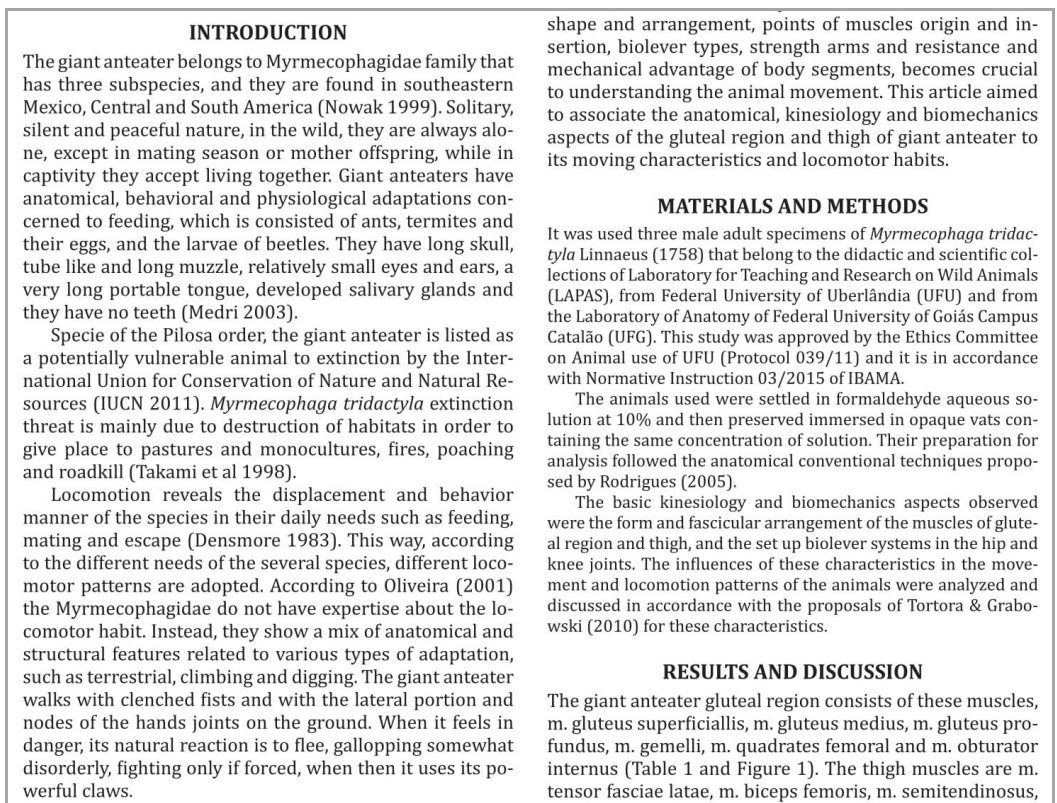 INTRODUCTION
The giant anteater belongs to Myrmecophagidae family that
has three subspecies, and they are found in southeastern
Mexico, Central and South America (Nowak 1999). Solitary,
silent and peaceful nature, in the wild, they are always alo-
ne, except in mating season or mother offspring, while in
captivity they accept living together. Giant anteaters have
anatomical, behavioral and physiological adaptations con-
cerned to feeding, which is consisted of ants, termites and
their eggs, and the larvae of beetles. They have long skull,
tube like and long muzzle, relatively small eyes and ears, a
very long portable tongue, developed salivary glands and
they have no teeth (Medri 2003).
Specie of the Pilosa order, the giant anteater is listed as
a potentially vulnerable animal to extinction by the Inter-
national Union for Conservation of Nature and Natural Re-
sources (IUCN 2011). Myrmecophaga tridactyla extinction
threat is mainly due to destruction of habitats in order to
give place to pastures and monocultures, fires, poaching
and roadkill (Takami et al 1998).
Locomotion reveals the displacement and behavior
manner of the species in their daily needs such as feeding,
mating and escape (Densmore 1983). This way, according
to the different needs of the several species, different loco-
motor patterns are adopted. According to Oliveira (2001)
the Myrmecophagidae do not have expertise about the lo-
comotor habit. Instead, they show a mix of anatomical and
structural features related to various types of adaptation,
such as terrestrial, climbing and digging. The giant anteater
walks with clenched fists and with the lateral portion and
nodes of the hands joints on the ground. When it feels in
danger, its natural reaction is to flee, gallopping somewhat
disorderly, fighting only if forced, when then it uses its po-
werful claws.
shape and arrangement, points of muscles origin and in-
sertion, biolever types, strength arms and resistance and
mechanical advantage of body segments, becomes crucial
to understanding the animal movement. This article aimed
to associate the anatomical, kinesiology and biomechanics
aspects of the gluteal region and thigh of giant anteater to
its moving characteristics and locomotor habits.
MATERIALS AND METHODS
It was used three male adult specimens of Myrmecophaga tridac-
tyla Linnaeus (1758) that belong to the didactic and scientific col-
lections of Laboratory for Teaching and Research on Wild Animals
(LAPAS), from Federal University of Uberlândia (UFU) and from
the Laboratory of Anatomy of Federal University of Goiás Campus
Catalão (UFG). This study was approved by the Ethics Committee
on Animal use of UFU (Protocol 039/11) and it is in accordance
with Normative Instruction 03/2015 of IBAMA.
The animals used were settled in formaldehyde aqueous so-
lution at 10% and then preserved immersed in opaque vats con-
taining the same concentration of solution. Their preparation for
analysis followed the anatomical conventional techniques propo-
sed by Rodrigues (2005).
The basic kinesiology and biomechanics aspects observed
were the form and fascicular arrangement of the muscles of glute-
al region and thigh, and the set up biolever systems in the hip and
knee joints. The influences of these characteristics in the move-
ment and locomotion patterns of the animals were analyzed and
discussed in accordance with the proposals of Tortora & Grabo-
wski (2010) for these characteristics.
RESULTS AND DISCUSSION
The giant anteater gluteal region consists of these muscles,
m. gluteus superficiallis, m. gluteus medius, m. gluteus pro-
fundus, m. gemelli, m. quadrates femoral and m. obturator
internus (Table 1 and Figure 1). The thigh muscles are m.
tensor fasciae latae, m. biceps femoris, m. semitendinosus,